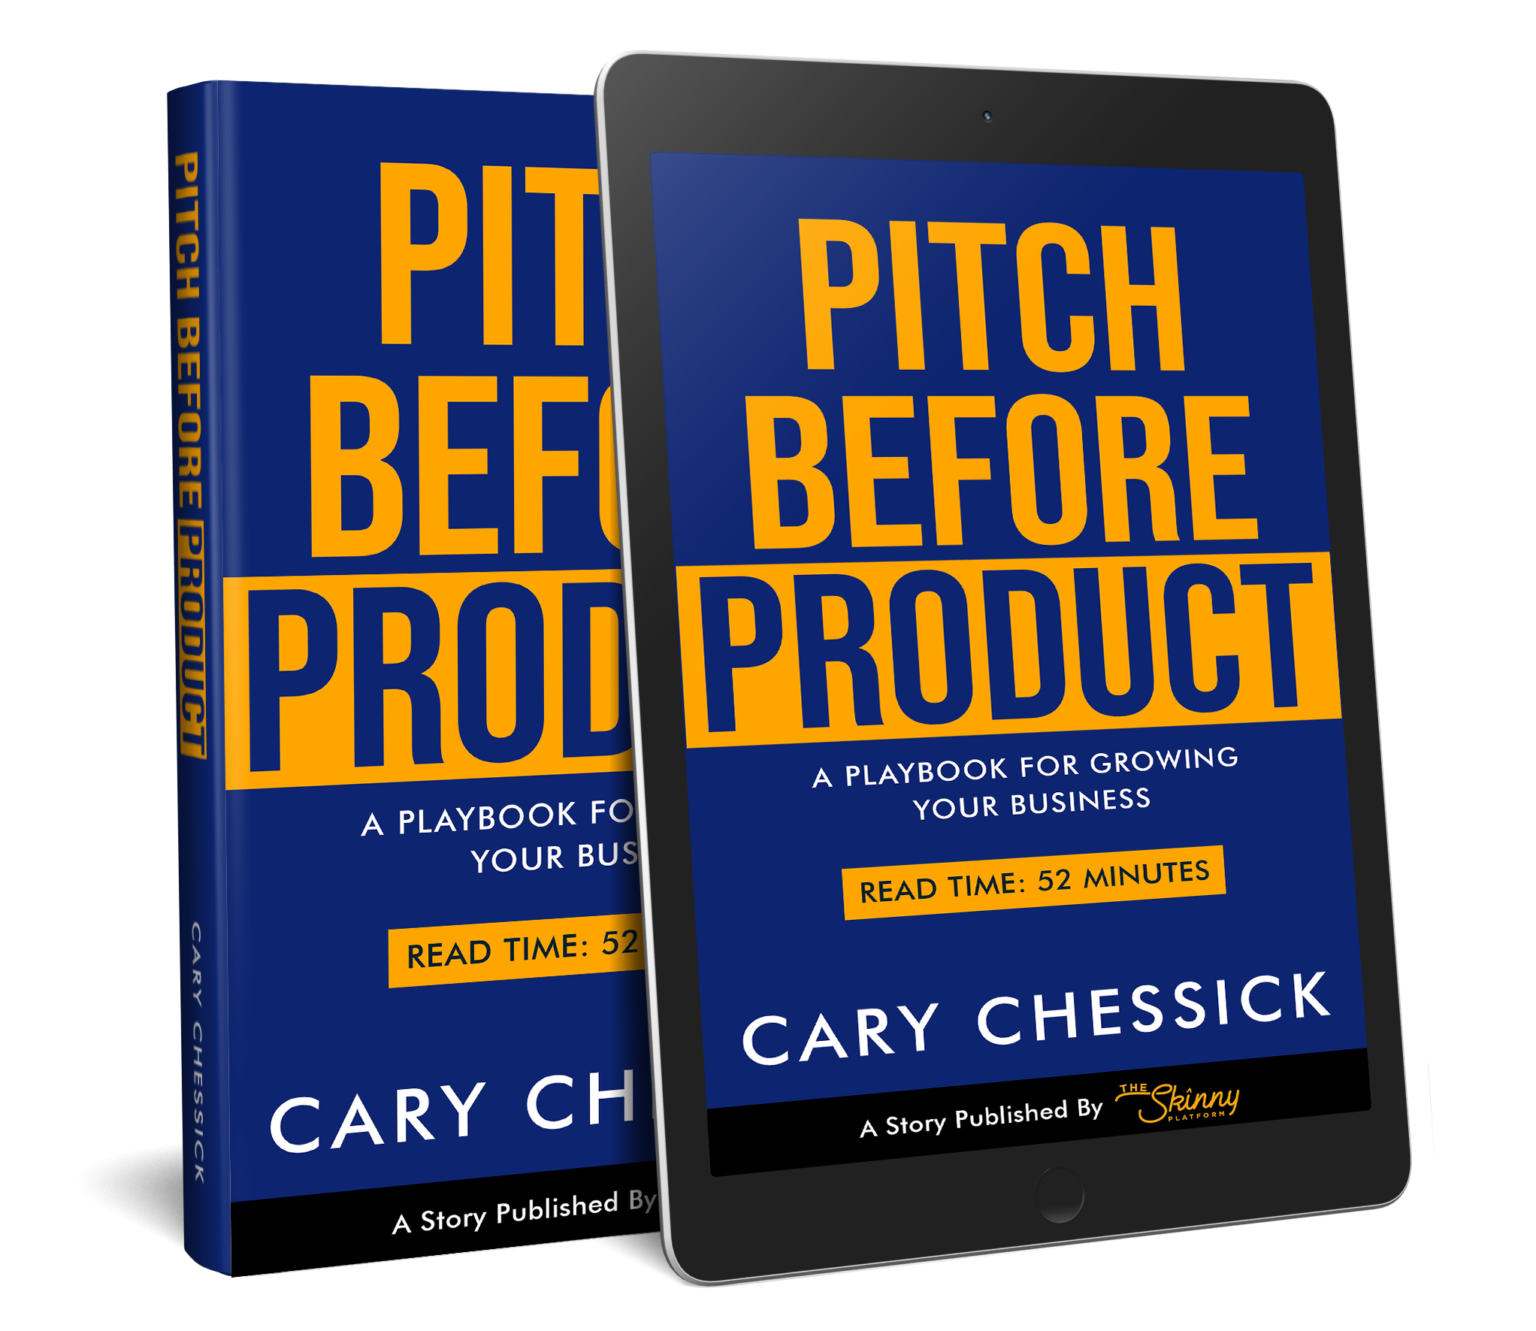 PITCH BEFORE PRODUCT
CARY CHESSICK
PIT
BEFO
PROD
A PLAYBOOK FO
YOUR BUS
READ TIME: 52
CARY CH
A Story Published By
PITCH
BEFORE
PRODUCT
A PLAYBOOK FOR GROWING
YOUR BUSINESS
READ TIME: 52 MINUTES
CARY CHESSICK
A Story Published By THE Skinny PLATFORM